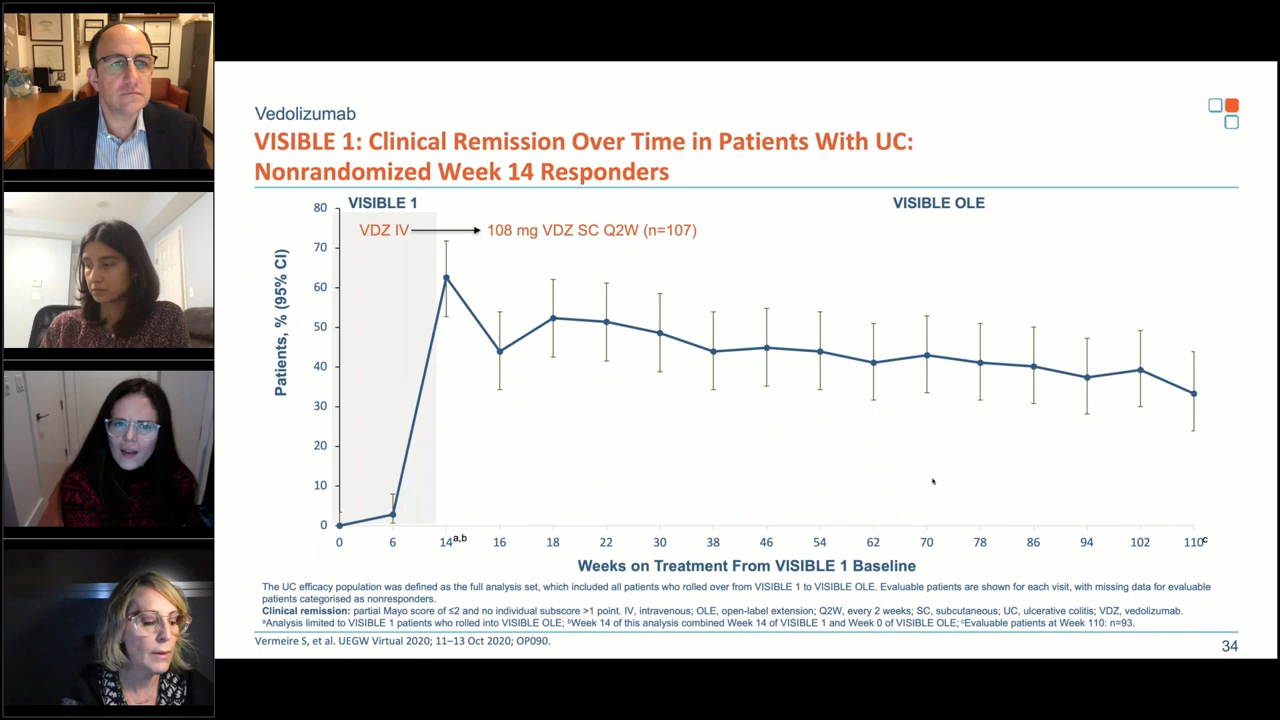 Vedolizumab
VISIBLE 1: Clinical Remission Over Time in Patients With UC:
Nonrandomized Week 14 Responders
VISIBLE 1
VISIBLE OLE
VDZ IV
108 mg VDZ SC Q2W (n=107)
Patients, % (95% CI)
80
70
60
50
40
30
20
10
0
0 6 14a,b 16 18 22 30 38 46 54 62 70 78 86 94 102 110c
Weeks on Treatment From VISIBLE 1 Baseline
The UC efficacy population was defined as the full analysis set, which included all patients who rolled over from VISIBLE 1 to VISIBLE OLE. Evaluable patients are shown for each visit, with missing data for evaluable
patients categorised as nonresponders.
Clinical remission: partial Mayo score of ≤2 and no individual subscore >1 point. IV, intravenous; OLE, open-label extension; Q2W, every 2 weeks; SC, subcutaneous; UC, ulcerative colitis; VDZ, vedolizumab.
aAnalysis limited to VISIBLE 1 patients who rolled into VISIBLE OLE; bWeek 14 of this analysis combined Week 14 of VISIBLE 1 and Week 0 of VISIBLE OLE; cEvaluable patients at Week 110: n=93.
Vermeire S, et al. UEGW Virtual 2020; 11–13 Oct 2020; OP090.
34